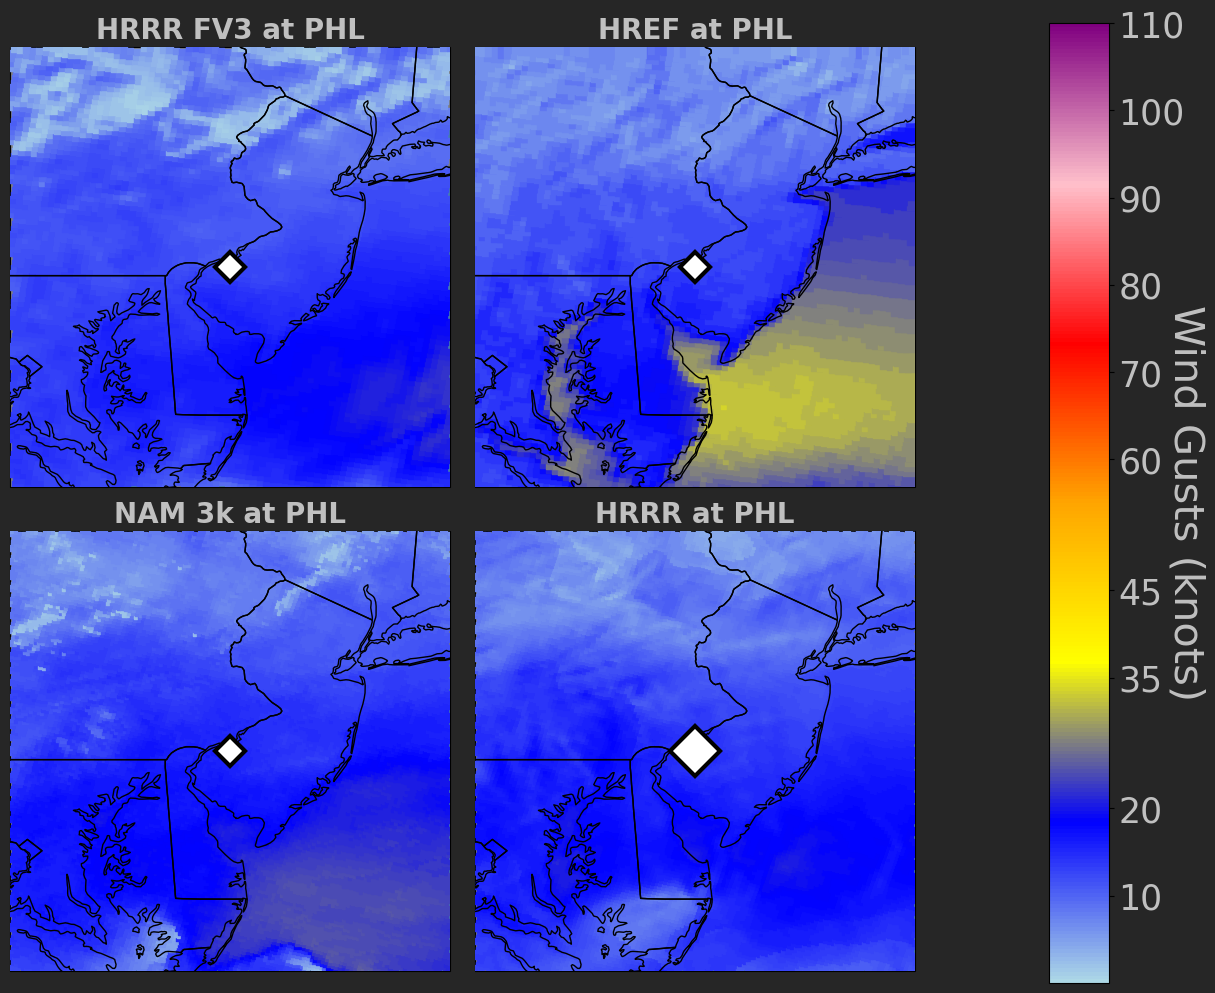 HRRR FV3 at PHL
HREF at PHL
NAM 3k at PHL
HRRR at PHL
110
100
90
80
70
60
45
35
20
10
Wind Gusts (knots)